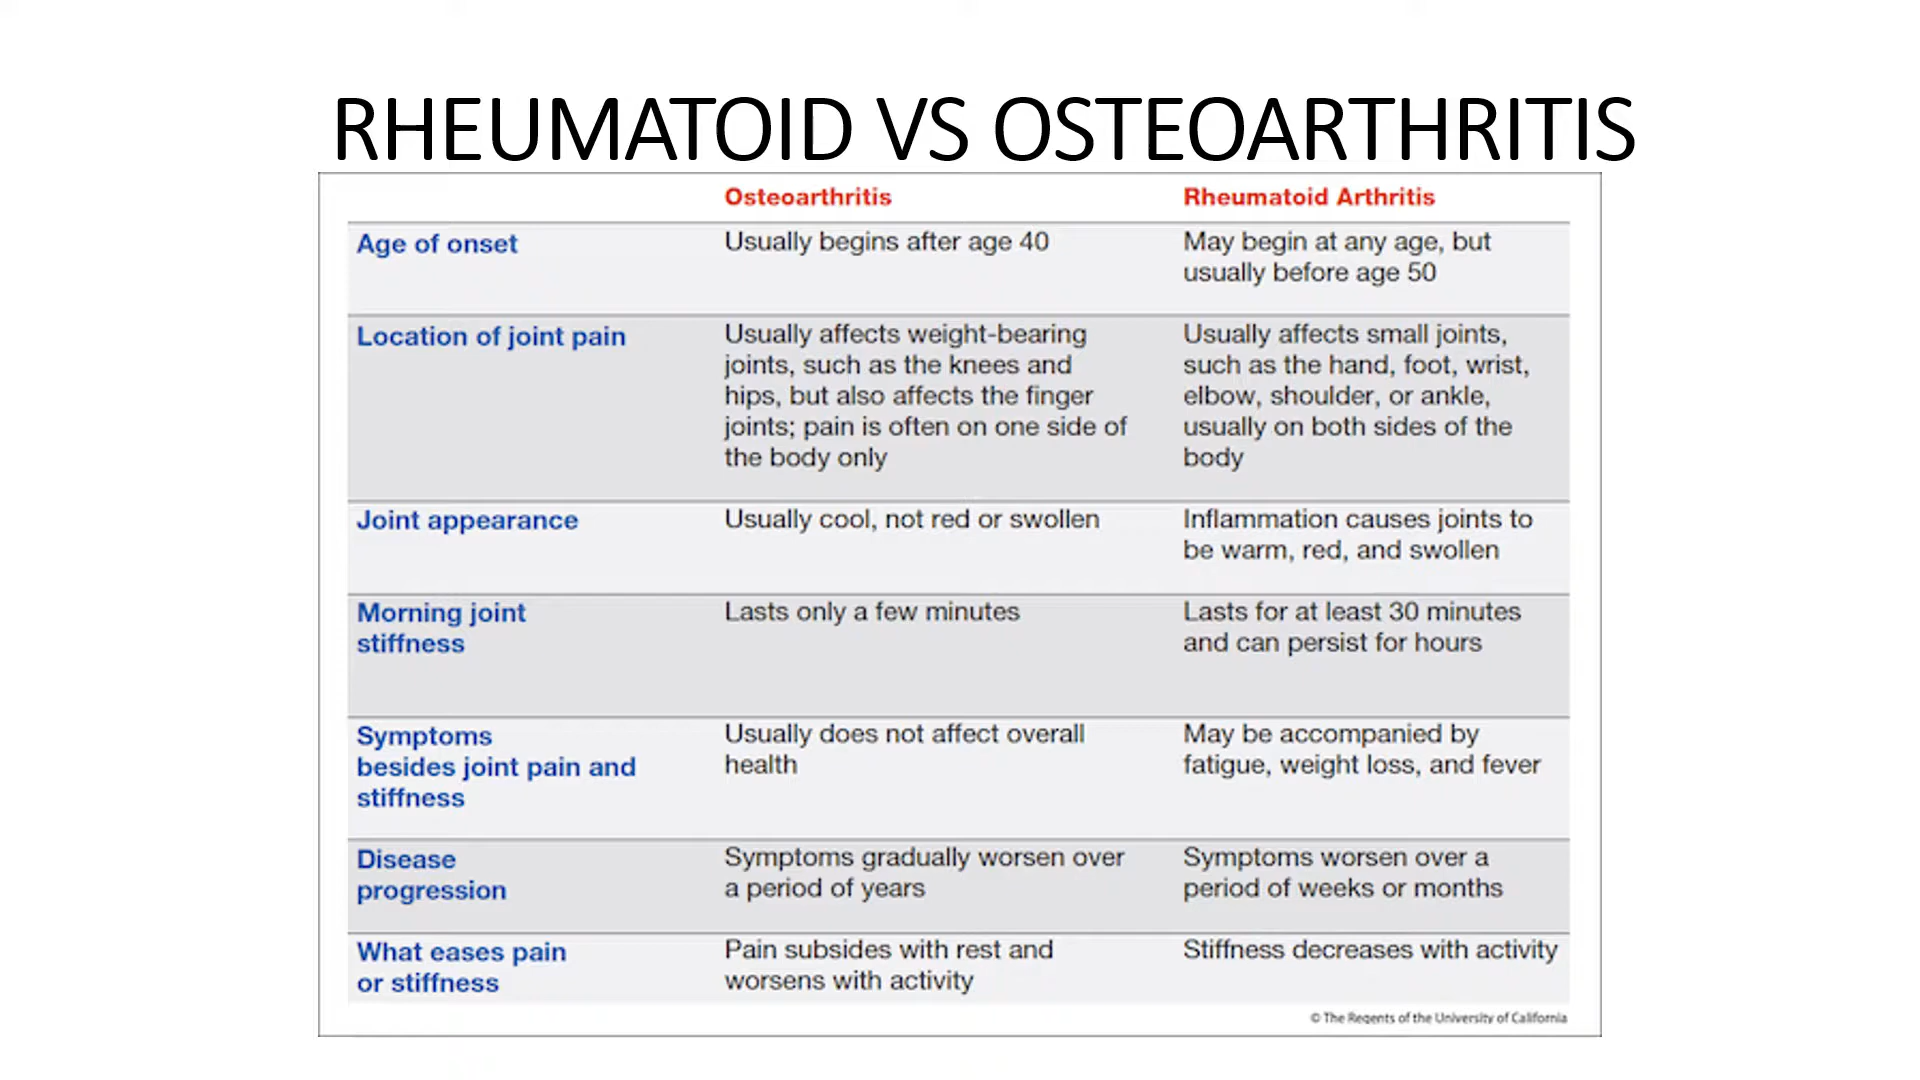 RHEUMATOID VS OSTEOARTHRITIS
Osteoarthritis Rheumatoid Arthritis
Age of onset Usually begins after age 40 May begin at any age, but
usually before age 50
Location of joint pain Usually affects weight-bearing Usually affects small joints,
joints, such as the knees and such as the hand, foot, wrist,
hips, but also affects the finger elbow, shoulder, or ankle,
joints; pain is often on one side of usually on both sides of the
the body only body
Joint appearance Usually cool, not red or swollen Inflammation causes joints to
be warm, red, and swollen
Morning joint Lasts only a few minutes Lasts for at least 30 minutes
stiffness and can persist for hours
Symptoms Usually does not affect overall May be accompanied by
besides joint pain and health fatigue, weight loss, and fever
stiffness
Disease Symptoms gradually worsen over Symptoms worsen over a
progression a period of years period of weeks or months
What eases pain Pain subsides with rest and Stiffness decreases with activity
or stiffness worsens with activity
© The Regents of the University of California